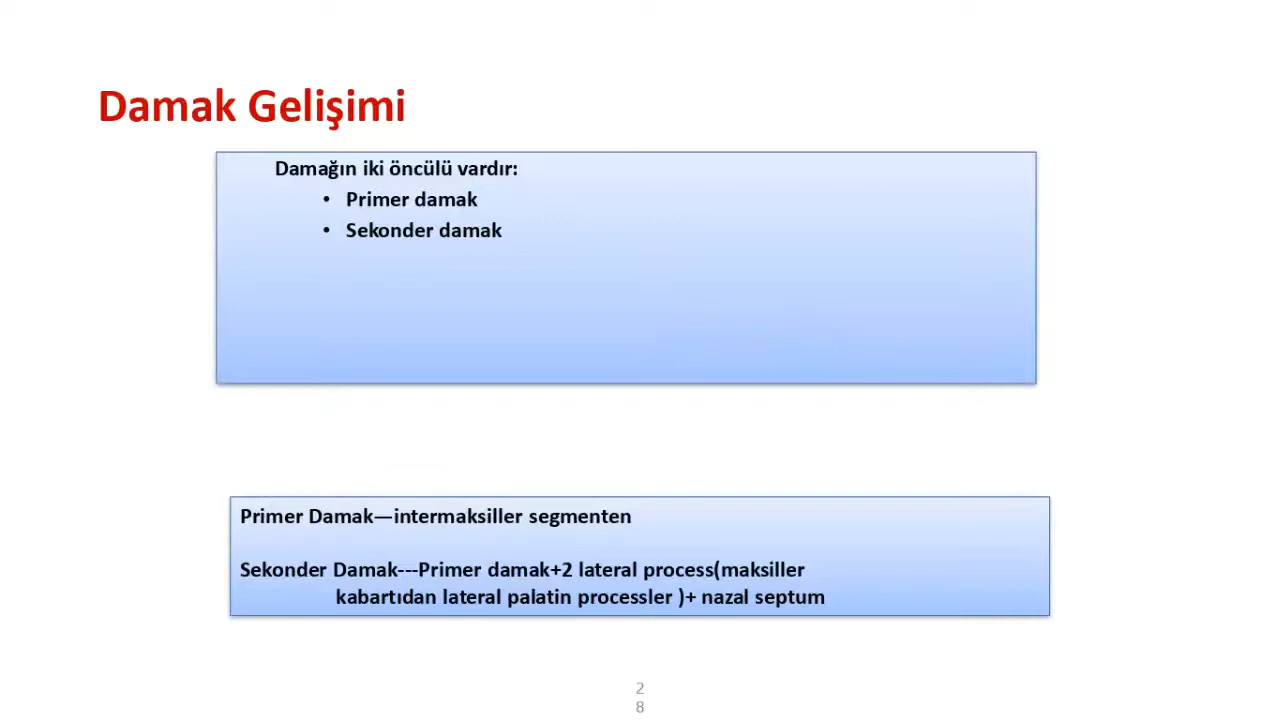 Damak Gelişimi
Damağın iki öncülü vardır:
• Primer damak
• Sekonder damak
Primer Damak—intermaksiller segmenten
Sekonder Damak---Primer damak+2 lateral process(maksiller
kabartıdan lateral palatin processler )+ nazal septum
2
8